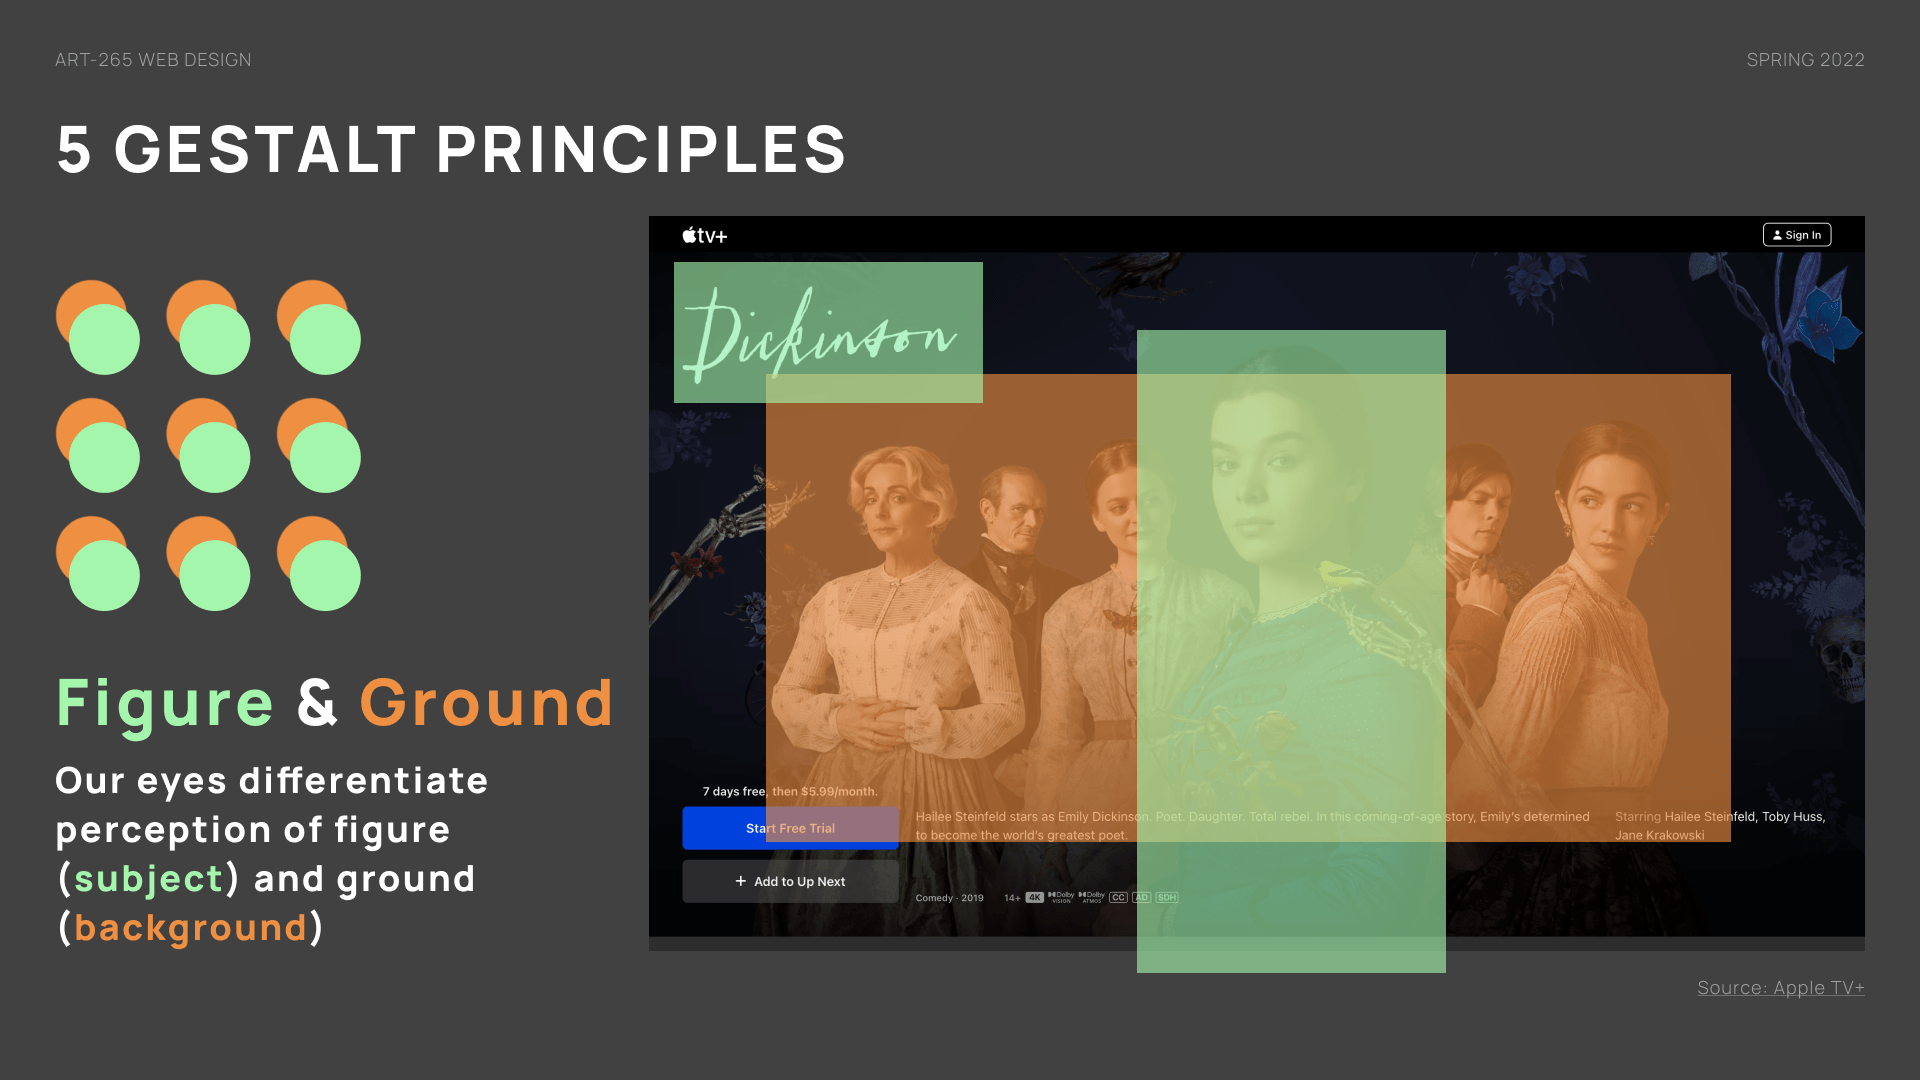 ART-265 WEB DESIGN
SPRING 2022
5 GESTALT PRINCIPLES
tv+
Sign In
Dickinson
Figure & Ground
Our eyes differentiate
perception of figure
(subject) and ground
(background)
7 days free, then $5.99/month.
Start Free Trial
+ Add to Up Next
Hailee Steinfeld stars as Emily Dickinson. Poet. Daughter. Total rebel. In this coming-of-age story, Emily's determined
to become the world's greatest poet.
Starring Hailee Steinfeld, Toby Huss,
Jane Krakowski
Comedy · 2019 14+ 4K Dolby VISION Dolby ATMOS CC AD SDH
Source: Apple TV+